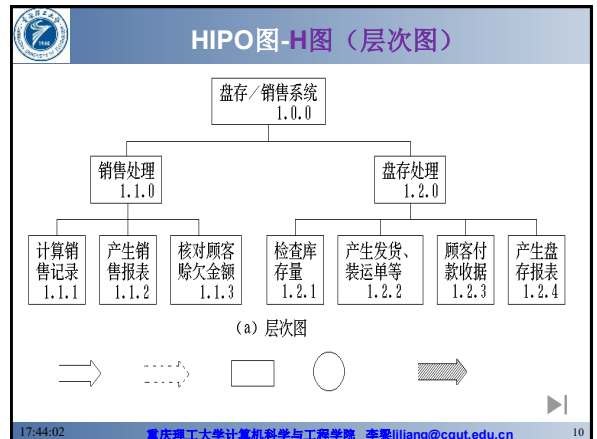 HIPO图-H图（层次图）
盘存／销售系统
1.0.0
销售处理
1.1.0
盘存处理
1.2.0
计算销
售记录
1.1.1
产生销
售报表
1.1.2
核对顾客
赊欠金额
1.1.3
检查库
存量
1.2.1
产生发货、
装运单等
1.2.2
顾客付
款收据
1.2.3
产生盘
存报表
1.2.4
（a）层次图
17:44:02
重庆理工大学计算机科学与工程学院 李梁liliang@cqut.edu.cn
10